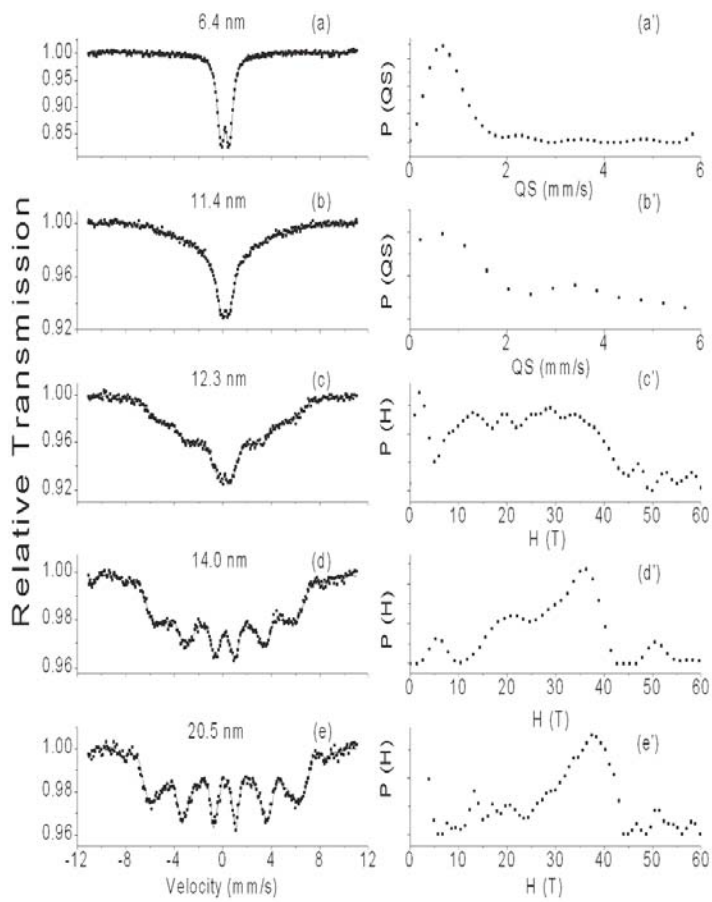 Relative Transmission
6.4 nm
(a)
1.00
0.95
0.90
0.85
(a')
P (QS)
0 2 4 6
QS (mm/s)
11.4 nm
(b)
1.00
0.96
0.92
(b')
P (QS)
0 2 4 6
QS (mm/s)
12.3 nm
(c)
1.00
0.96
0.92
(c')
P (H)
0 10 20 30 40 50 60
H (T)
14.0 nm
(d)
1.00
0.98
0.96
(d')
P (H)
0 10 20 30 40 50 60
H (T)
20.5 nm
(e)
1.00
0.98
0.96
-12 -8 -4 0 4 8 12
Velocity (mm/s)
(e')
P (H)
0 10 20 30 40 50 60
H (T)